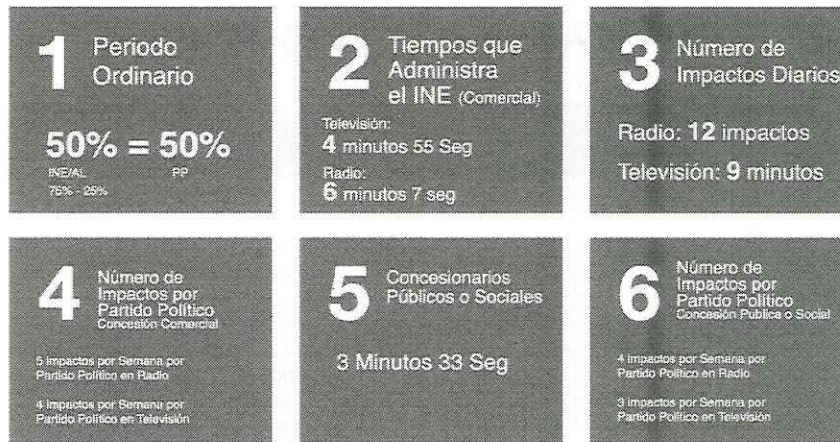 1 Periodo
Ordinario
50% = 50%
INE/AL PP
75% - 25%
2 Tiempos que
Administra
el INE (Comercial)
Televisión:
4 minutos 55 Seg
Radio:
6 minutos 7 seg
3 Número de
Impactos Diarios
Radio: 12 impactos
Televisión: 9 minutos
4 Número de
Impactos por
Partido Político
Concesión Comercial
5 Impactos por Semana por
Partido Político en Radio
4 Impactos por Semana por
Partido Político en Televisión
5 Concesionarios
Públicos o Sociales
3 Minutos 33 Seg
6 Número de
Impactos por
Partido Político
Concesión Publica o Social
4 Impactos por Semana por
Partido Político en Radio
3 Impactos por Semana por
Partido Político en Televisión